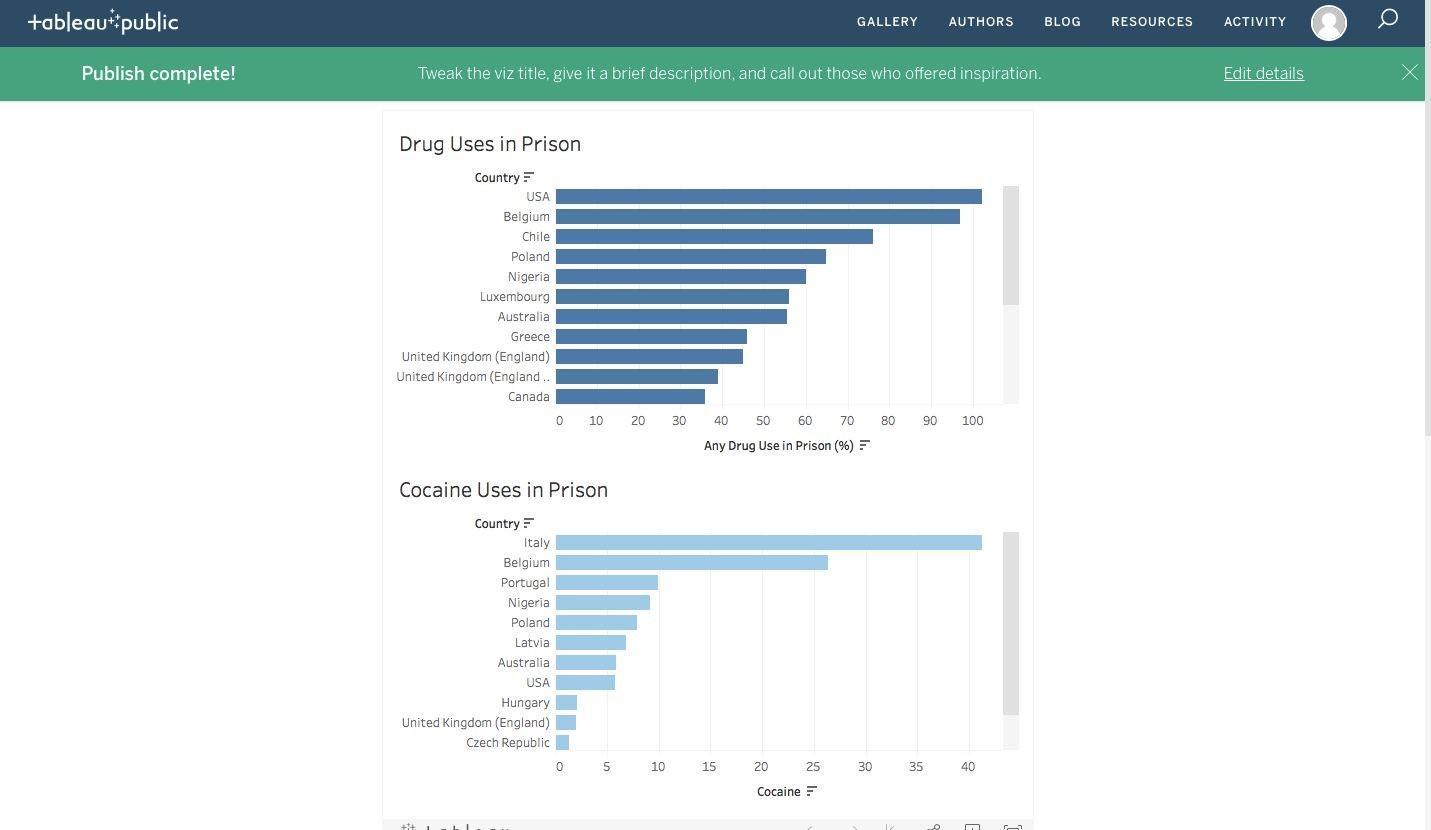 tableau public
GALLERY AUTHORS BLOG RESOURCES ACTIVITY
Publish complete! Tweak the viz title, give it a brief description, and call out those who offered inspiration. Edit details
Drug Uses in Prison
Country
USA
Belgium
Chile
Poland
Nigeria
Luxembourg
Australia
Greece
United Kingdom (England)
United Kingdom (England ..
Canada
0 10 20 30 40 50 60 70 80 90 100
Any Drug Use in Prison (%)
Cocaine Uses in Prison
Country
Italy
Belgium
Portugal
Nigeria
Poland
Latvia
Australia
USA
Hungary
United Kingdom (England)
Czech Republic
0 5 10 15 20 25 30 35 40
Cocaine